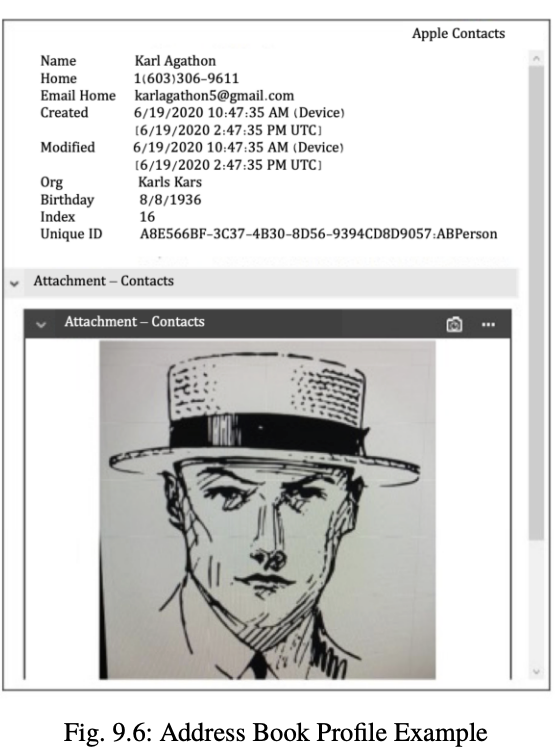 Apple Contacts
Name Karl Agathon
Home 1(603)306-9611
Email Home karlagathon5@gmail.com
Created 6/19/2020 10:47:35 AM (Device)
[6/19/2020 2:47:35 PM UTC]
Modified 6/19/2020 10:47:35 AM (Device)
[6/19/2020 2:47:35 PM UTC]
Org Karls Kars
Birthday 8/8/1936
Index 16
Unique ID A8E566BF-3C37-4B30-8D56-9394CD8D9057:ABPerson
Attachment – Contacts
Attachment – Contacts
Fig. 9.6: Address Book Profile Example